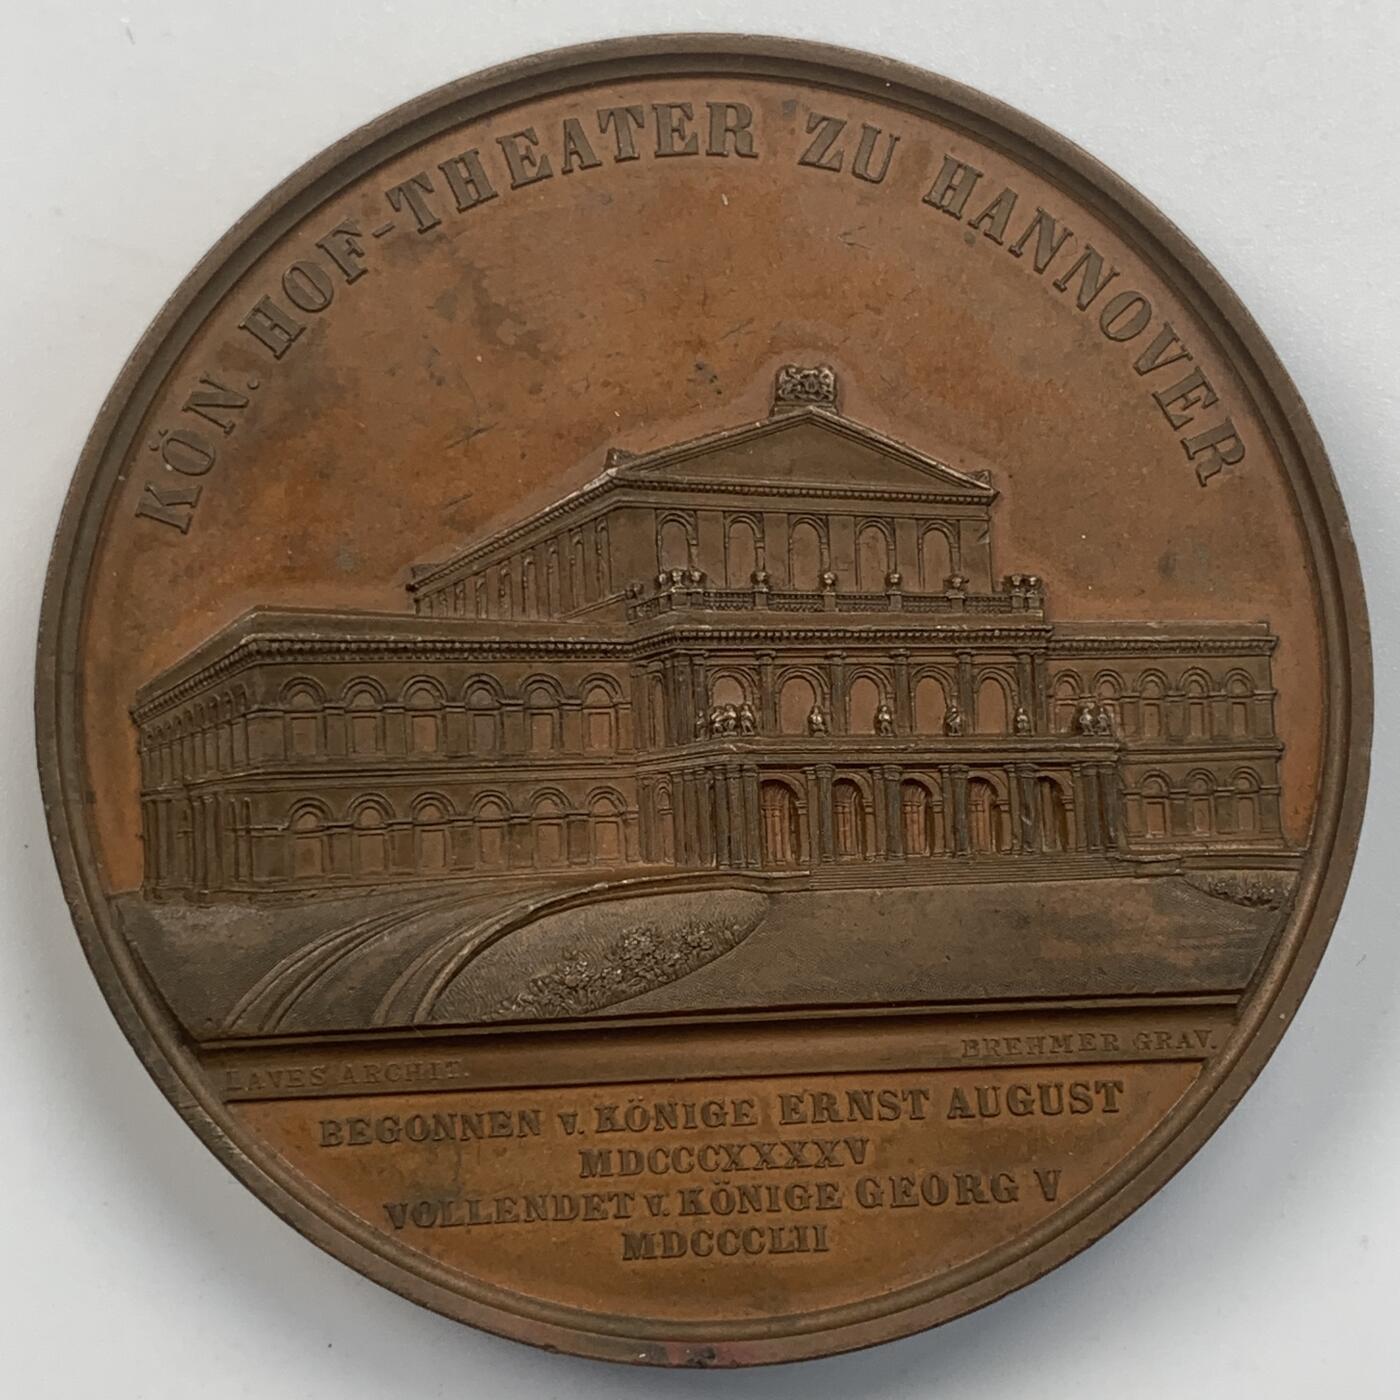 KÖN. HOF-THEATER ZU HANNOVER
LAVES ARCHIT.
BREHMER GRAV.
BEGONNEN v. KÖNIGE ERNST AUGUST
MDCCCXXXXV
VOLLENDET v. KÖNIGE GEORG V
MDCCCLII